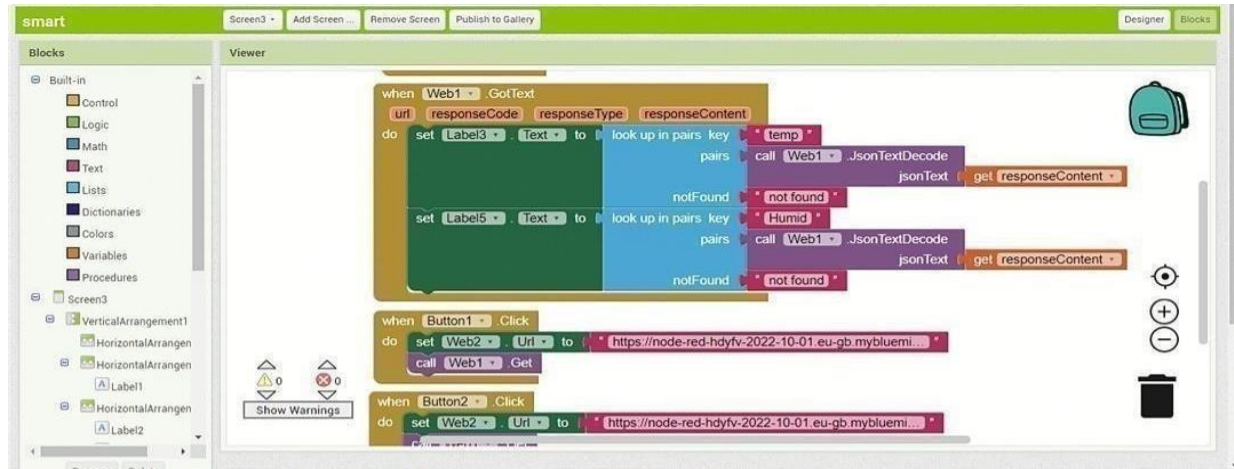 smart Screen3 Add Screen ... Remove Screen Publish to Gallery Designer Blocks
Blocks Viewer
Built-in
Control
Logic
Math
Text
Lists
Dictionaries
Colors
Variables
Procedures
Screen3
VerticalArrangement1
HorizontalArrangen
HorizontalArrangen
Label1
HorizontalArrangen
Label2
when Web1 .GotText
url responseCode responseType responseContent
do set Label3 . Text to look up in pairs key " temp "
pairs call Web1 .JsonTextDecode
jsonText get responseContent
notFound " not found "
set Label5 . Text to look up in pairs key " Humid "
pairs call Web1 .JsonTextDecode
jsonText get responseContent
notFound " not found "
when Button1 .Click
do set Web2 . Url to " https://node-red-hdyfv-2022-10-01.eu-gb.mybluemi... "
call Web1 .Get
when Button2 .Click
do set Web2 . Url to " https://node-red-hdyfv-2022-10-01.eu-gb.mybluemi... "
0 0
Show Warnings